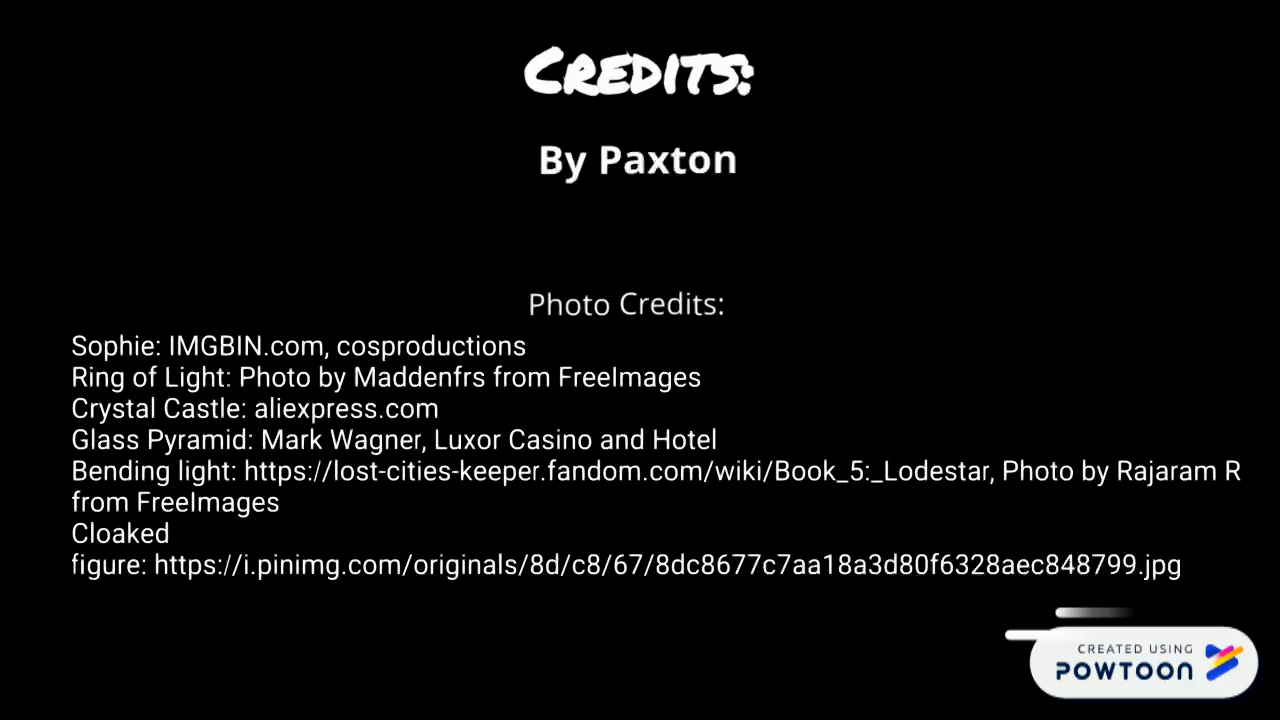 Credits:
By Paxton
Photo Credits:
Sophie: IMGBIN.com, cosproductions
Ring of Light: Photo by Maddenfrs from FreeImages
Crystal Castle: aliexpress.com
Glass Pyramid: Mark Wagner, Luxor Casino and Hotel
Bending light: https://lost-cities-keeper.fandom.com/wiki/Book_5:_Lodestar, Photo by Rajaram R
from FreeImages
Cloaked
figure: https://i.pinimg.com/originals/8d/c8/67/8dc8677c7aa18a3d80f6328aec848799.jpg
CREATED USING
POWTOON